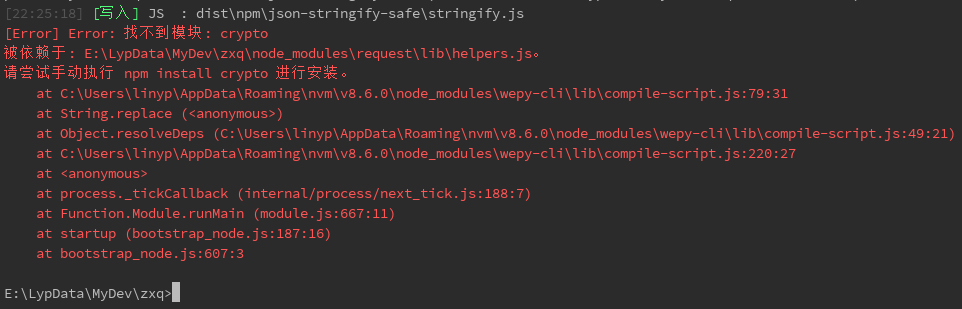 [22:25:18] [写入] JS  : dist\npm\json-stringify-safe\stringify.js
[Error] Error: 找不到模块: crypto
被依赖于: E:\LypData\MyDev\zxq\node_modules\request\lib\helpers.js。
请尝试手动执行 npm install crypto 进行安装。
    at C:\Users\linyp\AppData\Roaming\nvm\v8.6.0\node_modules\wepy-cli\lib\compile-script.js:79:31
    at String.replace (<anonymous>)
    at Object.resolveDeps (C:\Users\linyp\AppData\Roaming\nvm\v8.6.0\node_modules\wepy-cli\lib\compile-script.js:49:21)
    at C:\Users\linyp\AppData\Roaming\nvm\v8.6.0\node_modules\wepy-cli\lib\compile-script.js:220:27
    at <anonymous>
    at process._tickCallback (internal/process/next_tick.js:188:7)
    at Function.Module.runMain (module.js:667:11)
    at startup (bootstrap_node.js:187:16)
    at bootstrap_node.js:607:3
E:\LypData\MyDev\zxq>